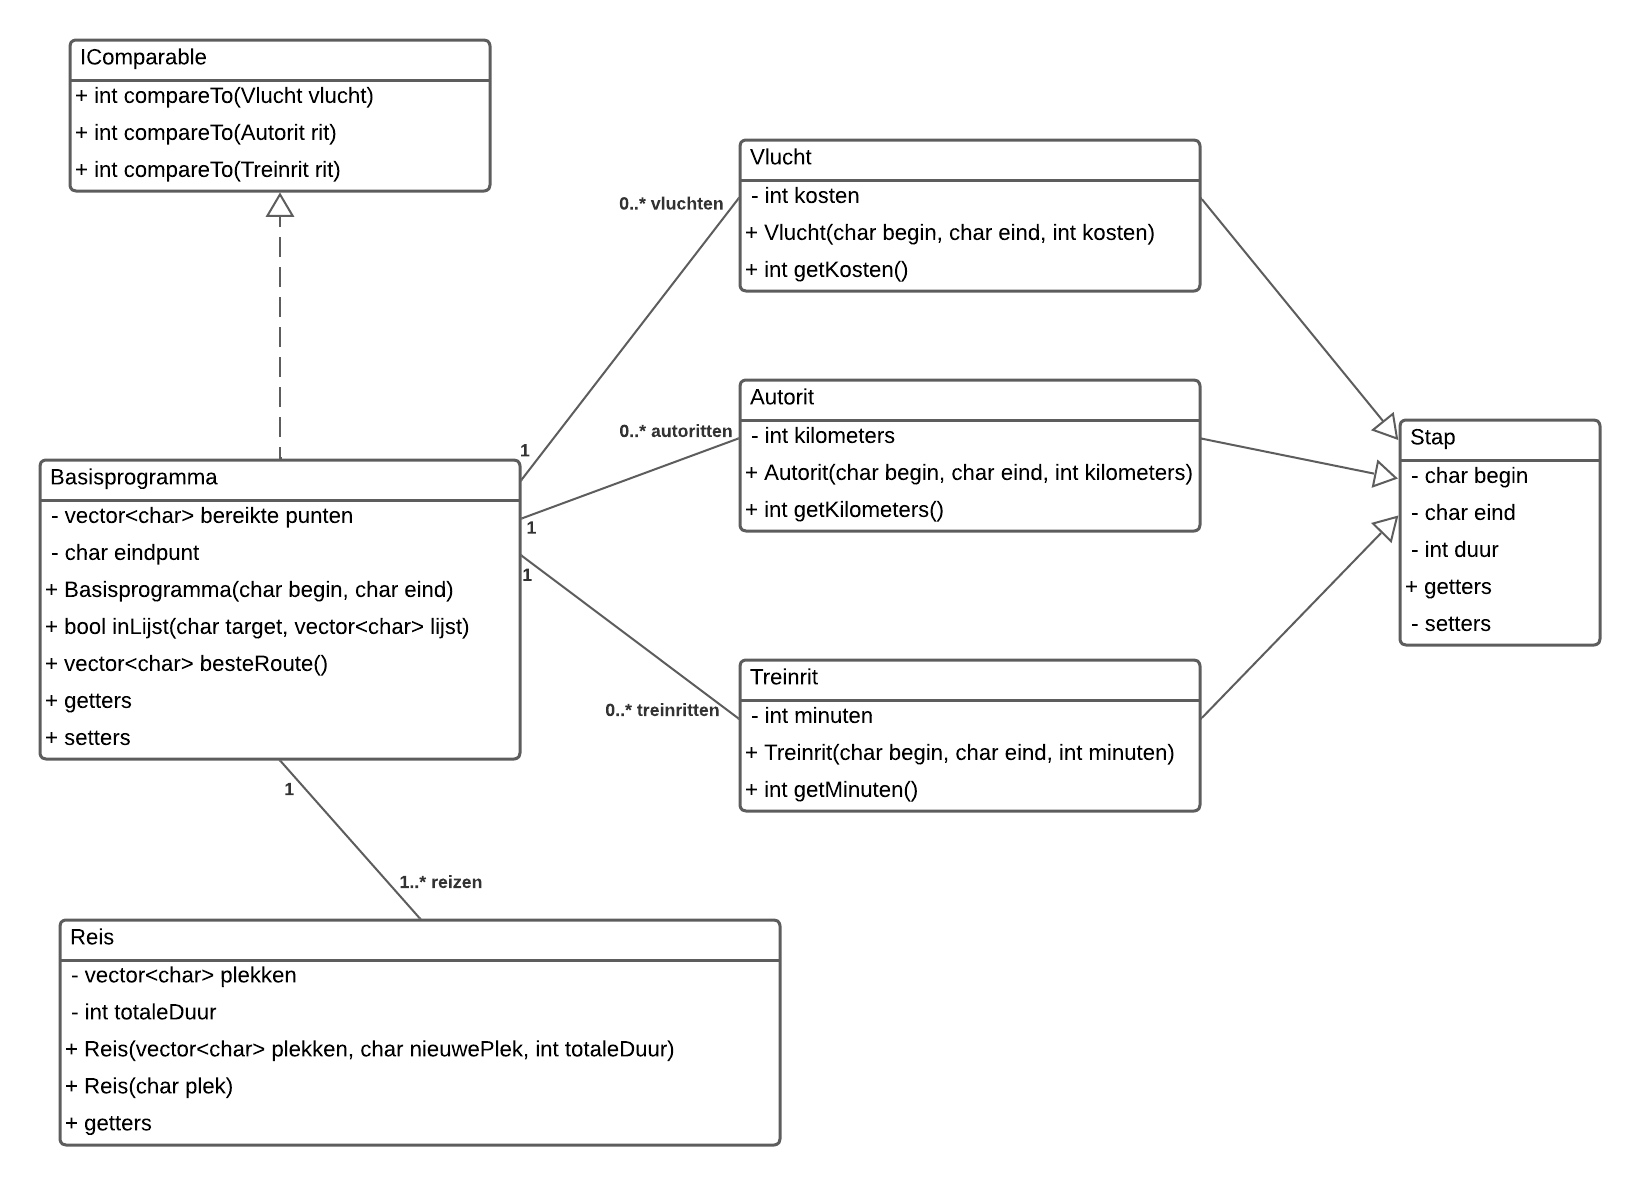 IComparable
+ int compareTo(Vlucht vlucht)
+ int compareTo(Autorit rit)
+ int compareTo(Treinrit rit)
Vlucht
- int kosten
+ Vlucht(char begin, char eind, int kosten)
+ int getKosten()
0..* vluchten
1
Autorit
- int kilometers
+ Autorit(char begin, char eind, int kilometers)
+ int getKilometers()
0..* autoritten
1
Stap
- char begin
- char eind
- int duur
+ getters
- setters
Basisprogramma
- vector<char> bereikte punten
- char eindpunt
+ Basisprogramma(char begin, char eind)
+ bool inLijst(char target, vector<char> lijst)
+ vector<char> besteRoute()
+ getters
+ setters
1
0..* treinritten
Treinrit
- int minuten
+ Treinrit(char begin, char eind, int minuten)
+ int getMinuten()
1
1..* reizen
Reis
- vector<char> plekken
- int totaleDuur
+ Reis(vector<char> plekken, char nieuwePlek, int totaleDuur)
+ Reis(char plek)
+ getters